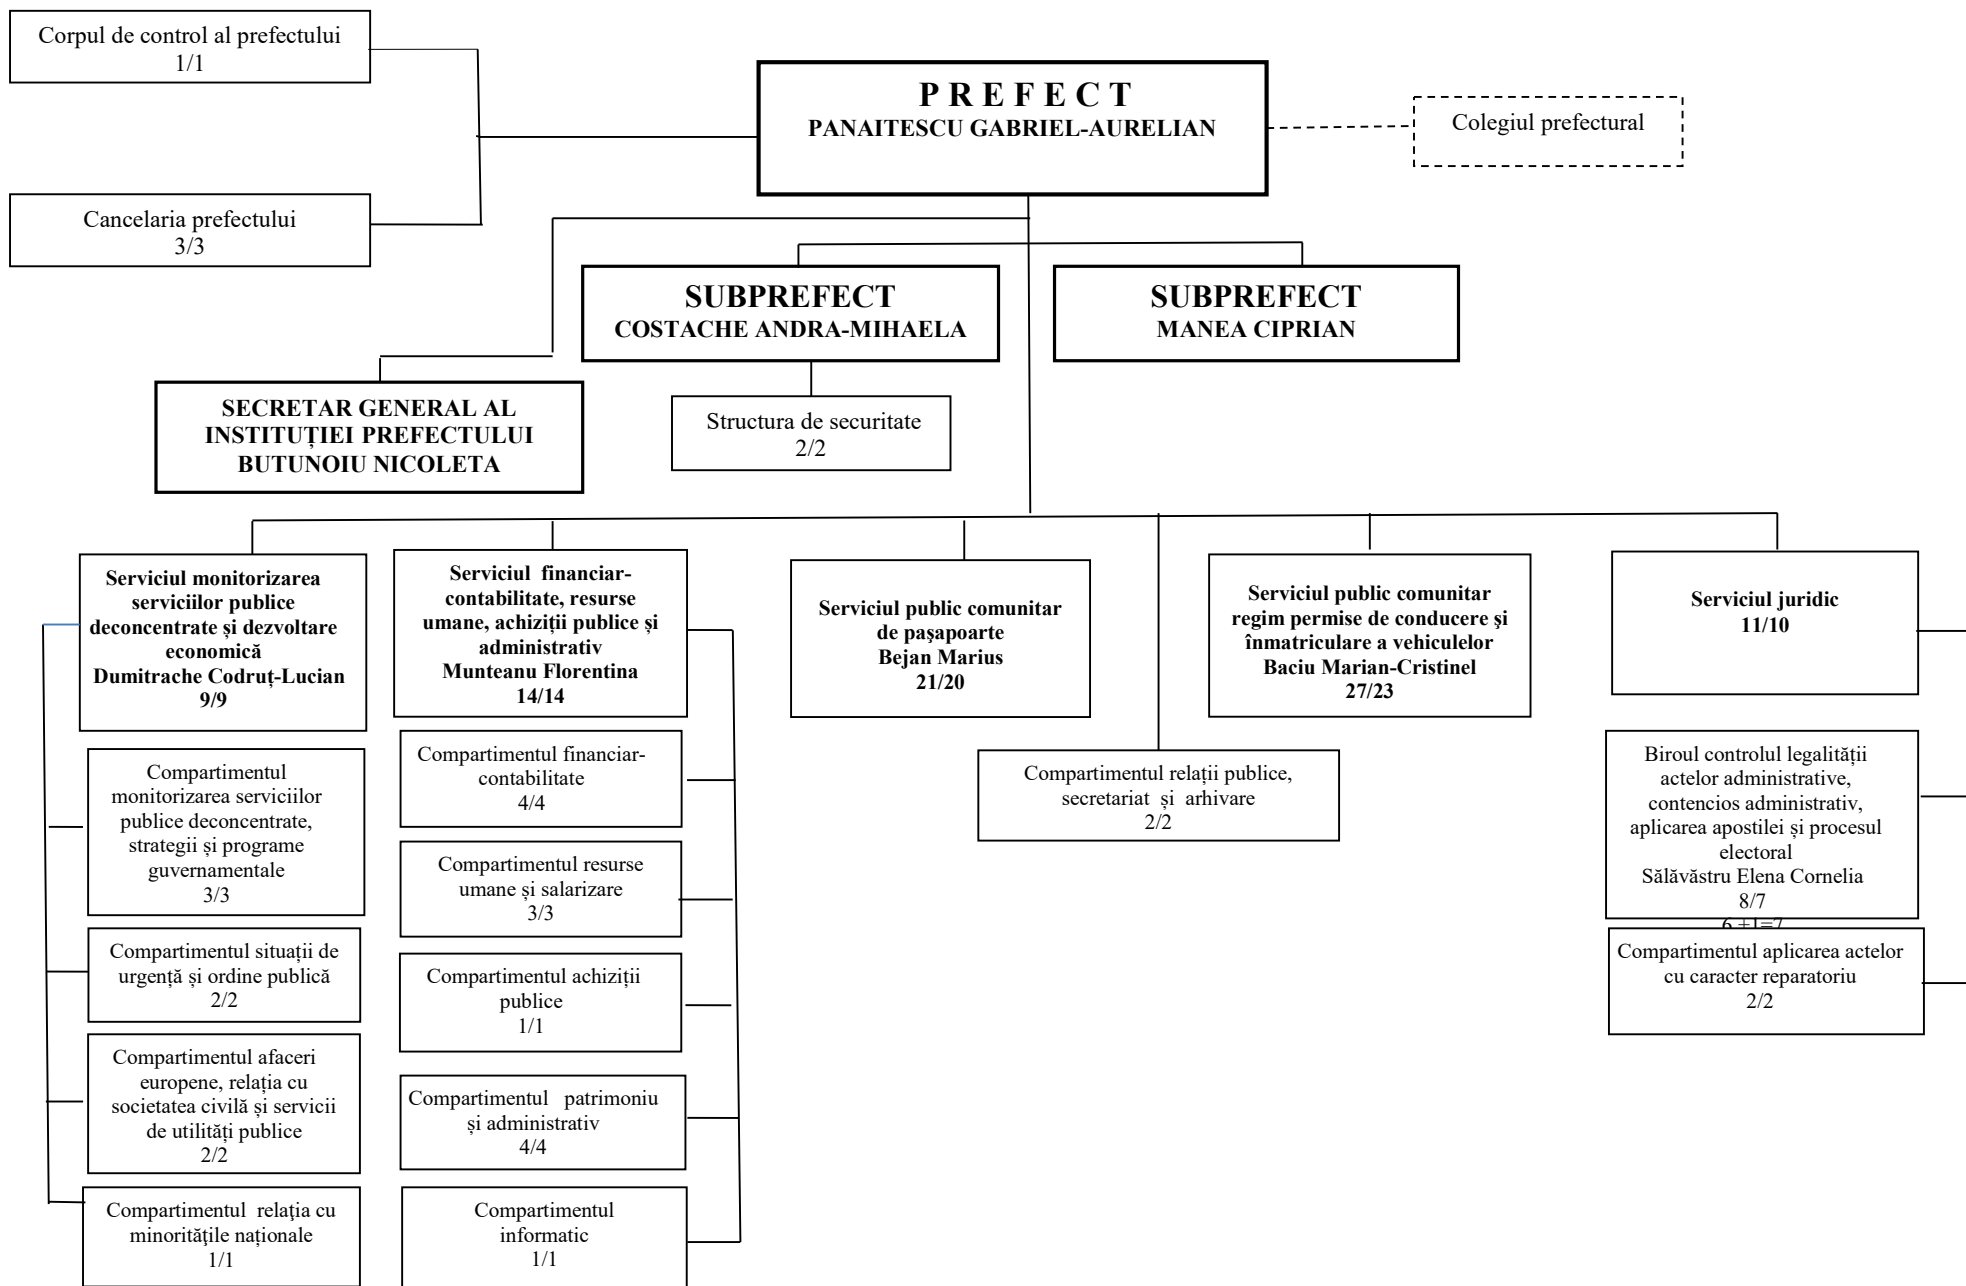 Corpul de control al prefectului
1/1
P R E F E C T
PANAITESCU GABRIEL-AURELIAN
Colegiul prefectural
Cancelaria prefectului
3/3
SUBPREFECT
COSTACHE ANDRA-MIHAELA
SUBPREFECT
MANEA CIPRIAN
SECRETAR GENERAL AL
INSTITUȚIEI PREFECTULUI
BUTUNOIU NICOLETA
Structura de securitate
2/2
Serviciul monitorizarea
serviciilor publice
deconcentrate și dezvoltare
economică
Dumitrache Codruț-Lucian
9/9
Serviciul financiar-
contabilitate, resurse
umane, achiziții publice și
administrativ
Munteanu Florentina
14/14
Serviciul public comunitar
de paşapoarte
Bejan Marius
21/20
Serviciul public comunitar
regim permise de conducere şi
înmatriculare a vehiculelor
Baciu Marian-Cristinel
27/23
Serviciul juridic
11/10
Compartimentul
monitorizarea serviciilor
publice deconcentrate,
strategii și programe
guvernamentale
3/3
Compartimentul situații de
urgență și ordine publică
2/2
Compartimentul afaceri
europene, relația cu
societatea civilă și servicii
de utilități publice
2/2
Compartimentul relaţia cu
minorităţile naționale
1/1
Compartimentul financiar-
contabilitate
4/4
Compartimentul resurse
umane și salarizare
3/3
Compartimentul achiziții
publice
1/1
Compartimentul patrimoniu
și administrativ
4/4
Compartimentul
informatic
1/1
Compartimentul relații publice,
secretariat și arhivare
2/2
Biroul controlul legalității
actelor administrative,
contencios administrativ,
aplicarea apostilei și procesul
electoral
Sălăvăstru Elena Cornelia
8/7
6 +1=7
Compartimentul aplicarea actelor
cu caracter reparatoriu
2/2